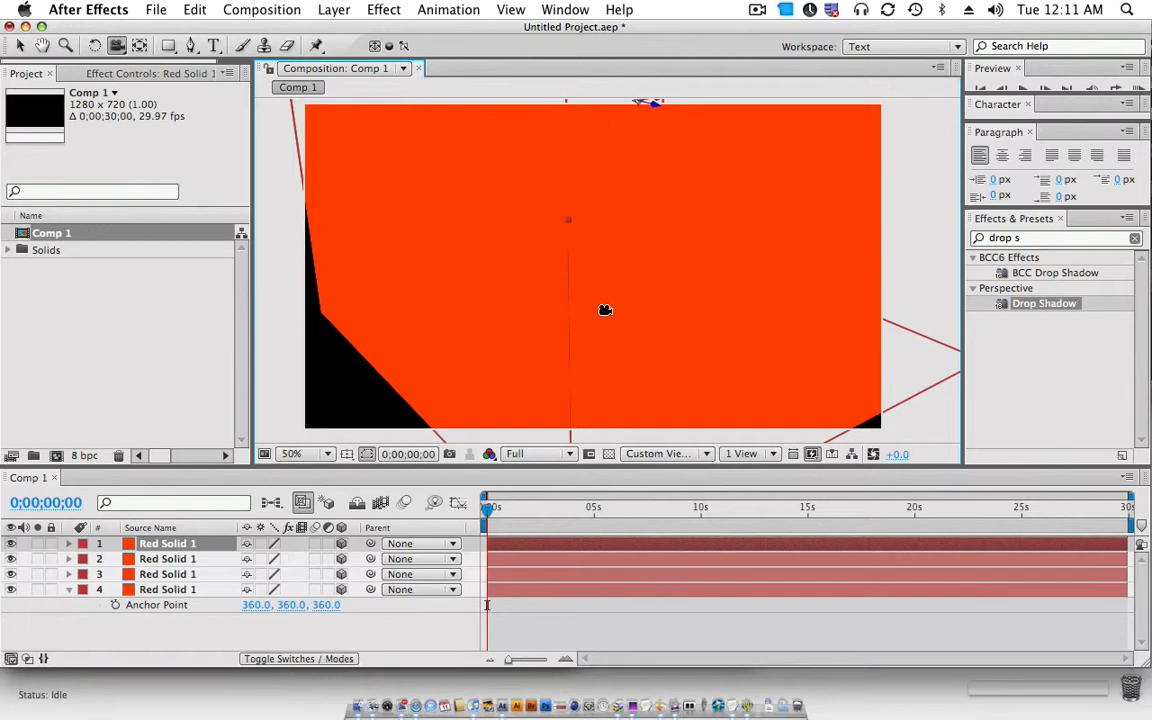 After Effects File Edit Composition Layer Effect Animation View Window Help Tue 12:11 AM
Untitled Project.aep *
T Workspace: Text Search Help
Project × Effect Controls: Red Solid 1 Composition: Comp 1 × Preview ×
Comp 1
Comp 1▼
1280 x 720 (1.00)
Δ 0;00;30;00, 29.97 fps
Character ×
Paragraph ×
0 px 0 px 0 px
0 px 0 px
Name
Comp 1
Solids
Effects & Presets ×
drop s
BCC6 Effects
BCC Drop Shadow
Perspective
Drop Shadow
8 bpc
50% 0;00;00;00 Full Custom Vie... 1 View +0.0
Comp 1 ×
0;00;00;00
05s 10s 15s 20s 25s 30s
# Source Name fx Parent
1 Red Solid 1 None
2 Red Solid 1 None
3 Red Solid 1 None
4 Red Solid 1 None
Anchor Point 360.0, 360.0, 360.0
Toggle Switches / Modes
Status: Idle